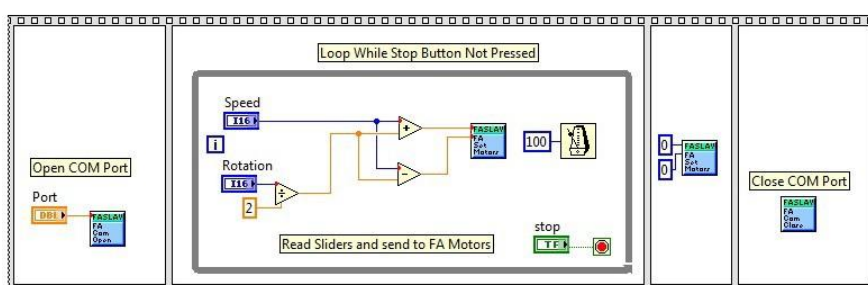 Open COM Port
Port
DBL
FASLAV
FA
Com
Open
Loop While Stop Button Not Pressed
Speed
I16
i
Rotation
I16
2
÷
+
-
FASLAV
FA
Set
Motors
100
Read Sliders and send to FA Motors
stop
TF
0
0
FASLAV
FA
Set
Motors
Close COM Port
FASLAV
FA
Com
Close